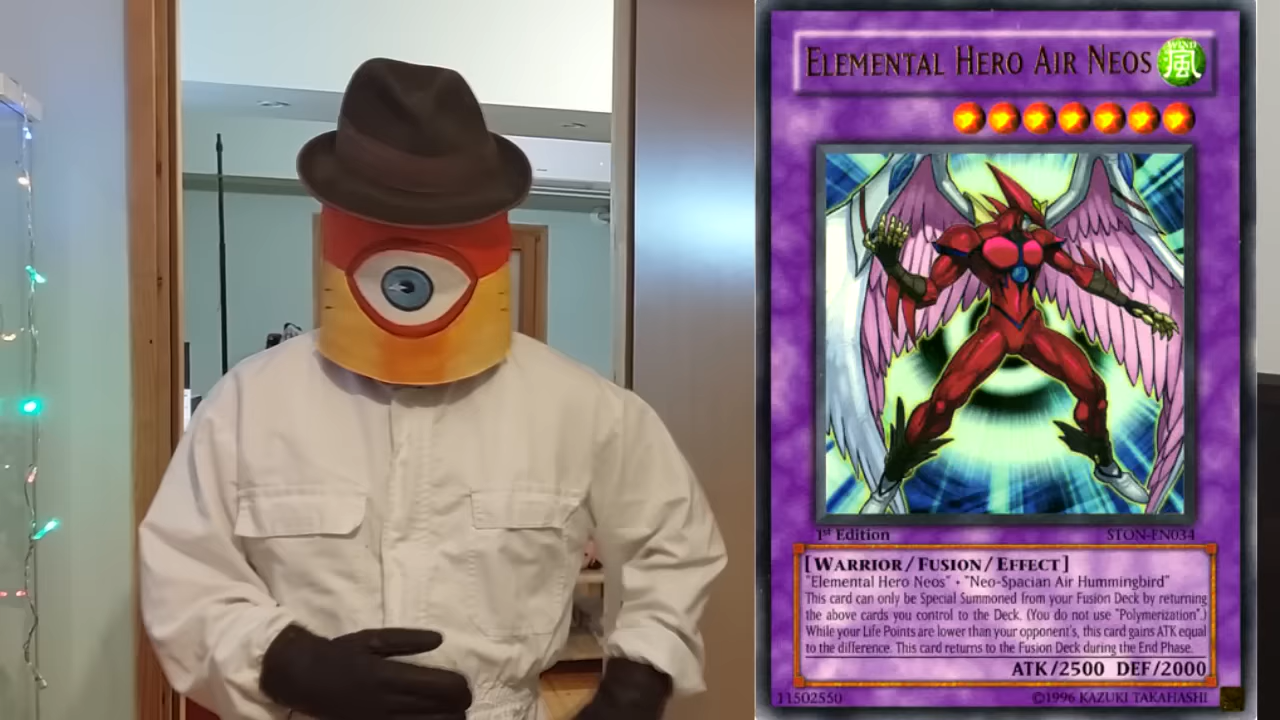 ELEMENTAL HERO AIR NEOS
WIND
風
1st Edition
STON-EN034
[WARRIOR/FUSION/EFFECT]
"Elemental Hero Neos" + "Neo-Spacian Air Hummingbird"
This card can only be Special Summoned from your Fusion Deck by returning
the above cards you control to the Deck. (You do not use "Polymerization".)
While your Life Points are lower than your opponent's, this card gains ATK equal
to the difference. This card returns to the Fusion Deck during the End Phase.
ATK/2500 DEF/2000
11502550
©1996 KAZUKI TAKAHASHI